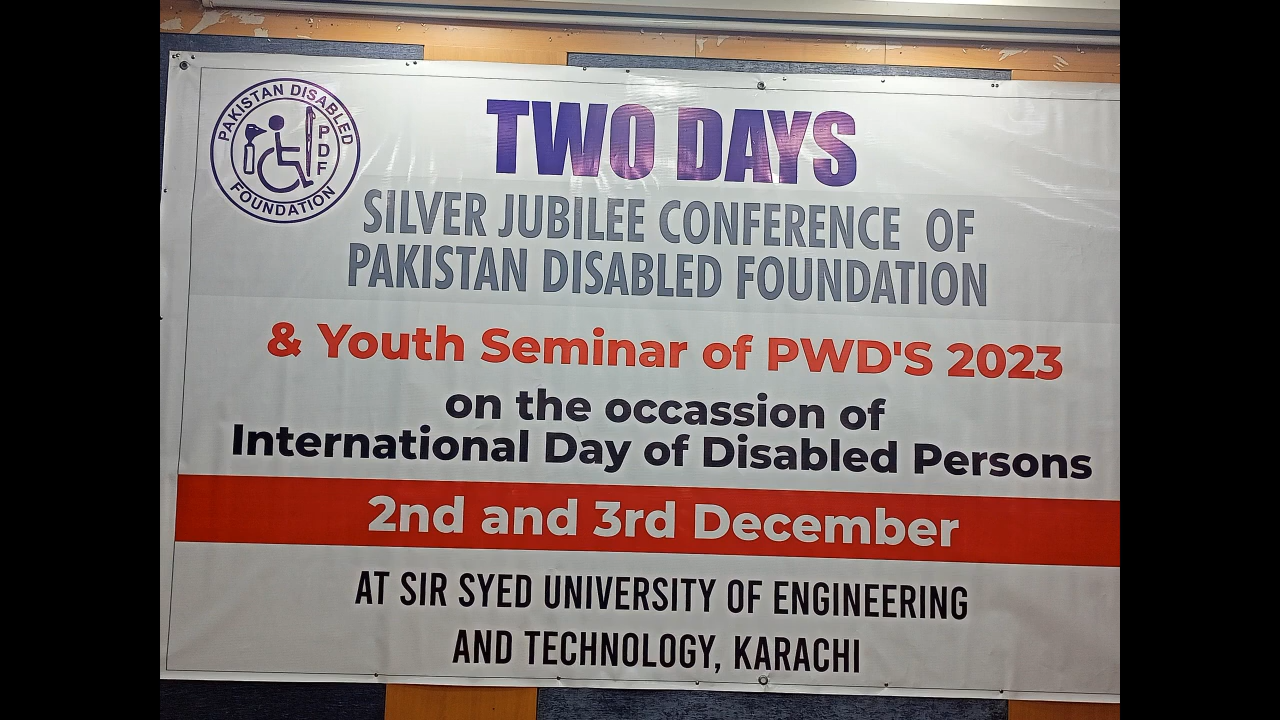 PAKISTAN DISABLED
PDF
FOUNDATION
TWO DAYS
SILVER JUBILEE CONFERENCE OF
PAKISTAN DISABLED FOUNDATION
& Youth Seminar of PWD'S 2023
on the occassion of
International Day of Disabled Persons
2nd and 3rd December
AT SIR SYED UNIVERSITY OF ENGINEERING
AND TECHNOLOGY, KARACHI